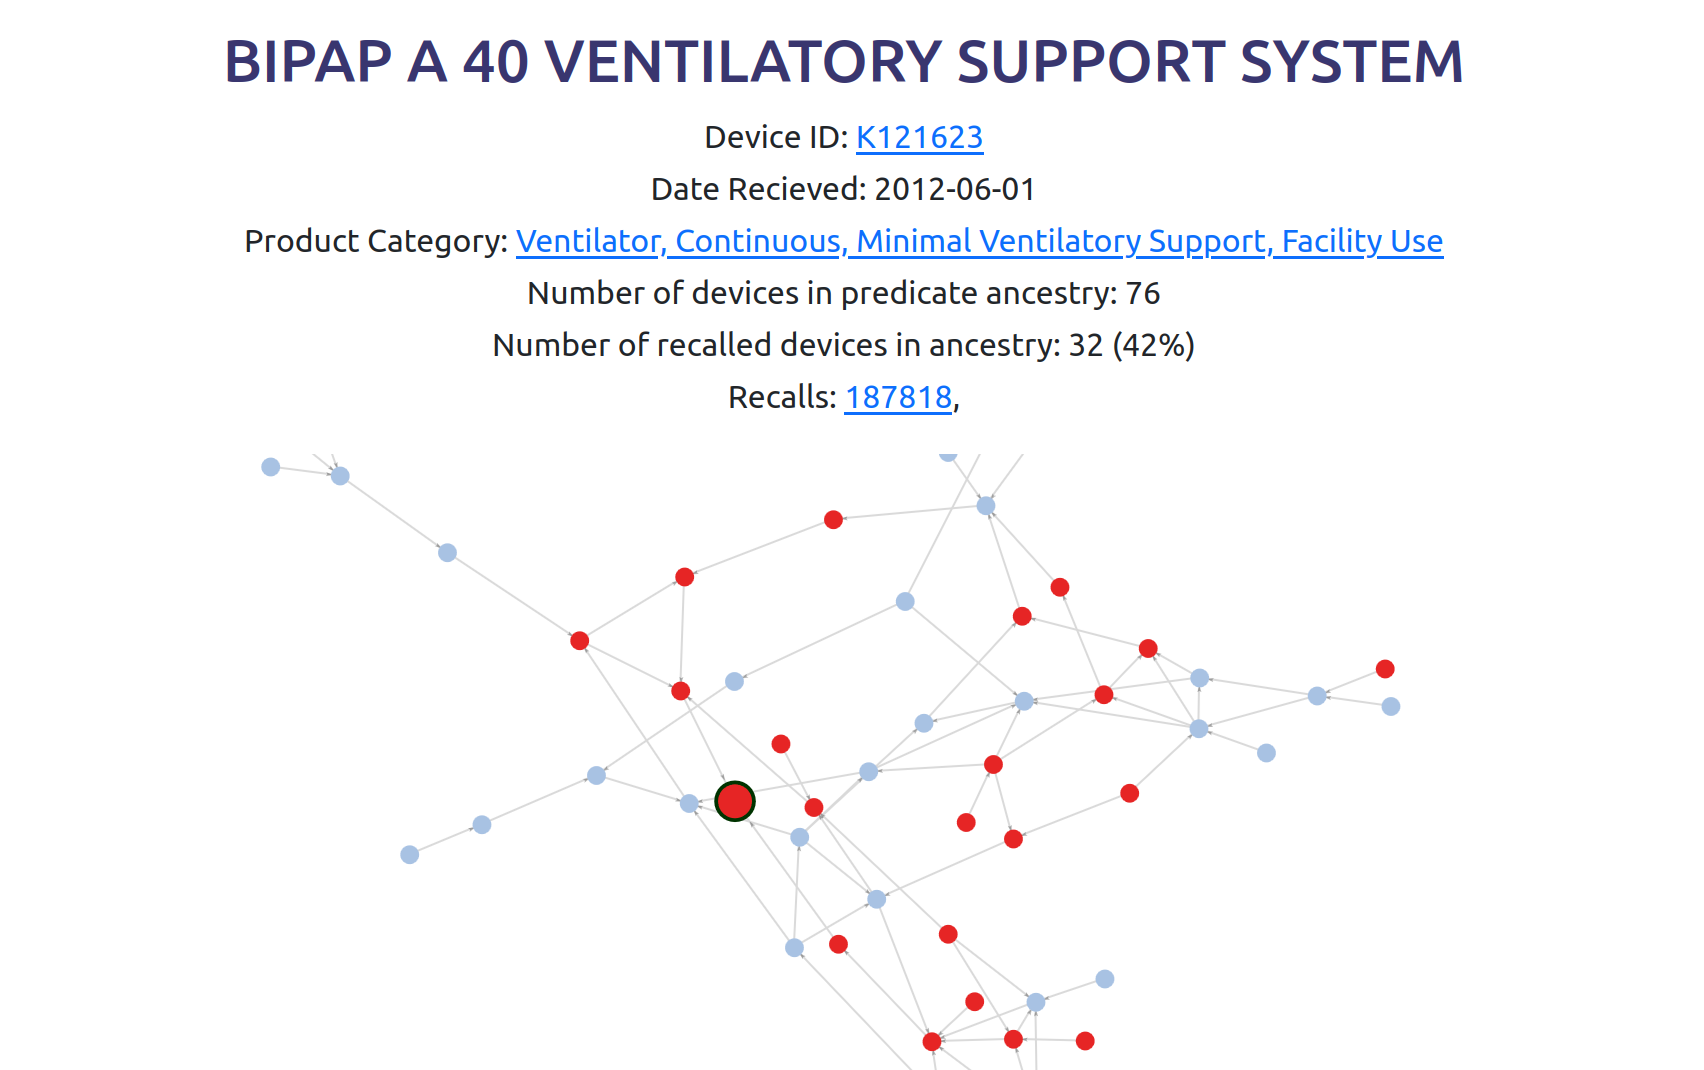 BIPAP A 40 VENTILATORY SUPPORT SYSTEM
Device ID: K121623
Date Recieved: 2012-06-01
Product Category: Ventilator, Continuous, Minimal Ventilatory Support, Facility Use
Number of devices in predicate ancestry: 76
Number of recalled devices in ancestry: 32 (42%)
Recalls: 187818,